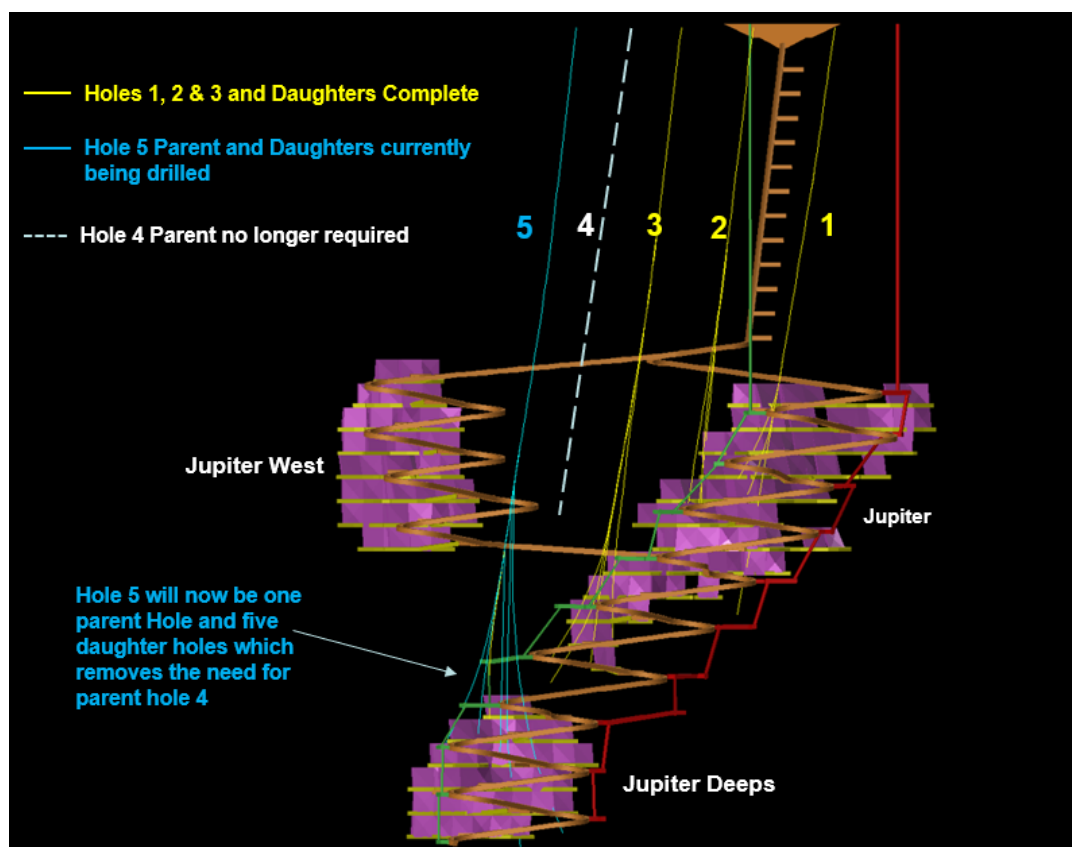 Holes 1, 2 & 3 and Daughters Complete
Hole 5 Parent and Daughters currently
being drilled
Hole 4 Parent no longer required
5
4
3
2
1
Jupiter West
Jupiter
Hole 5 will now be one
parent Hole and five
daughter holes which
removes the need for
parent hole 4
Jupiter Deeps